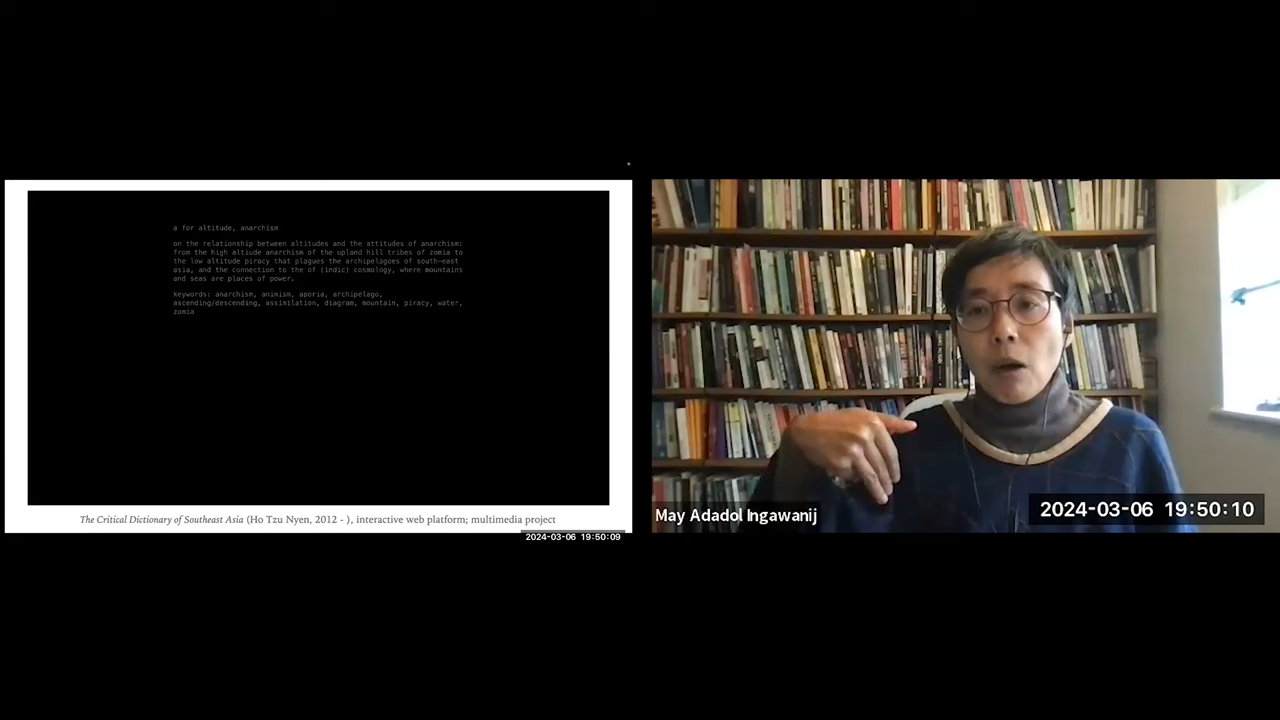 a for altitude, anarchism
on the relationship between altitudes and the attitudes of anarchism:
from the high altiude anarchism of the upland hill tribes of zomia to
the low altitude piracy that plagues the archipelagoes of south-east
asia, and the connection to the of (indic) cosmology, where mountains
and seas are places of power.
keywords: anarchism, animism, aporia, archipelago,
ascending/descending, assimilation, diagram, mountain, piracy, water,
zomia
The Critical Dictionary of Southeast Asia (Ho Tzu Nyen, 2012 - ), interactive web platform; multimedia project
2024-03-06 19:50:09
May Adadol Ingawanij
2024-03-06 19:50:10